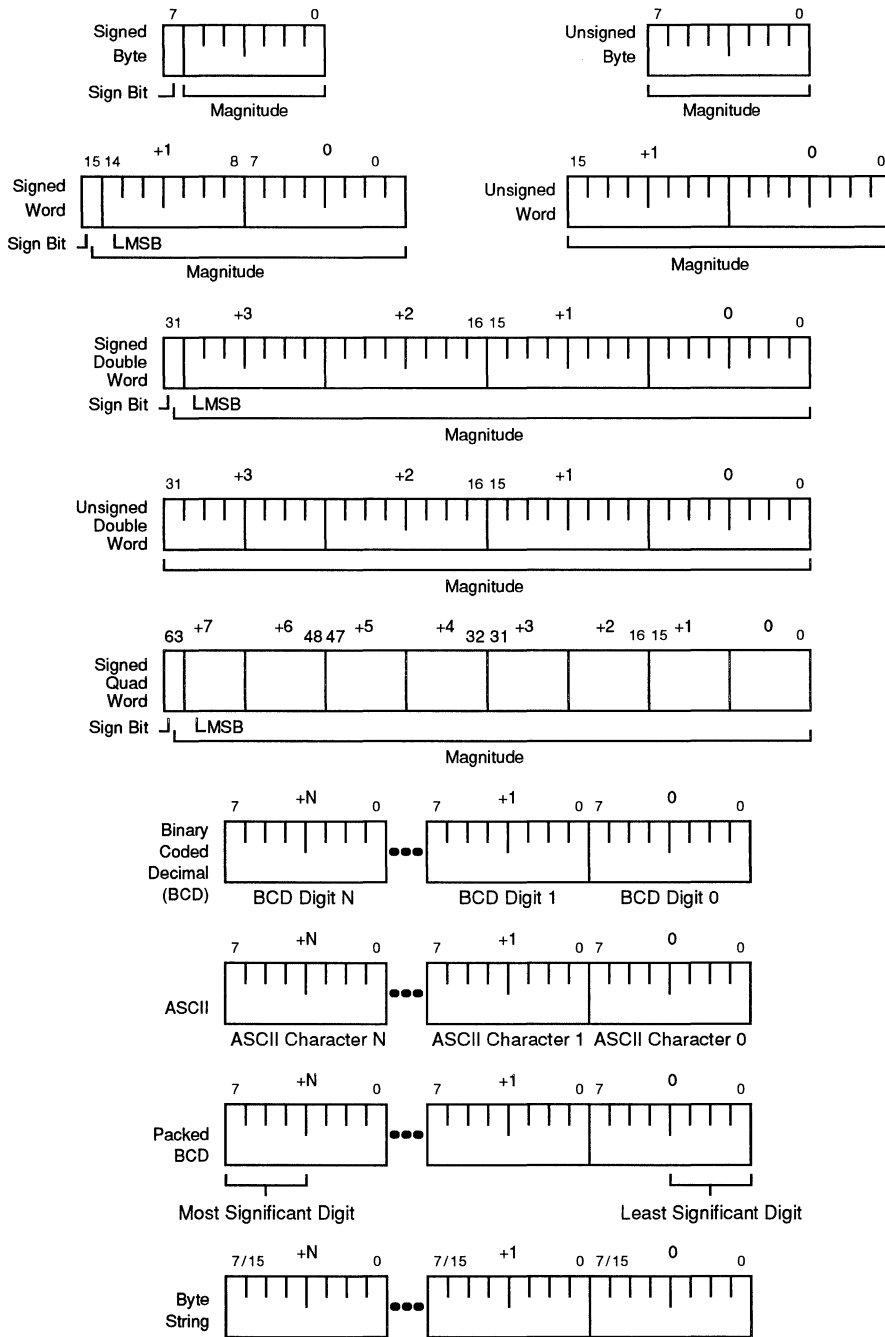 7 0
Signed
Byte
Sign Bit
Magnitude
7 0
Unsigned
Byte
Magnitude
15 14 +1 8 7 0 0
Signed
Word
Sign Bit MSB
Magnitude
15 +1 0 0
Unsigned
Word
Magnitude
31 +3 +2 16 15 +1 0 0
Signed
Double
Word
Sign Bit MSB
Magnitude
31 +3 +2 16 15 +1 0 0
Unsigned
Double
Word
Magnitude
63 +7 +6 48 47 +5 +4 32 31 +3 +2 16 15 +1 0 0
Signed
Quad
Word
Sign Bit MSB
Magnitude
7 +N 0 7 +1 0 7 0 0
Binary
Coded
Decimal
(BCD)
BCD Digit N BCD Digit 1 BCD Digit 0
7 +N 0 7 +1 0 7 0 0
ASCII
ASCII Character N ASCII Character 1 ASCII Character 0
7 +N 0 7 +1 0 7 0 0
Packed
BCD
Most Significant Digit Least Significant Digit
7/15 +N 0 7/15 +1 0 7/15 0 0
Byte
String